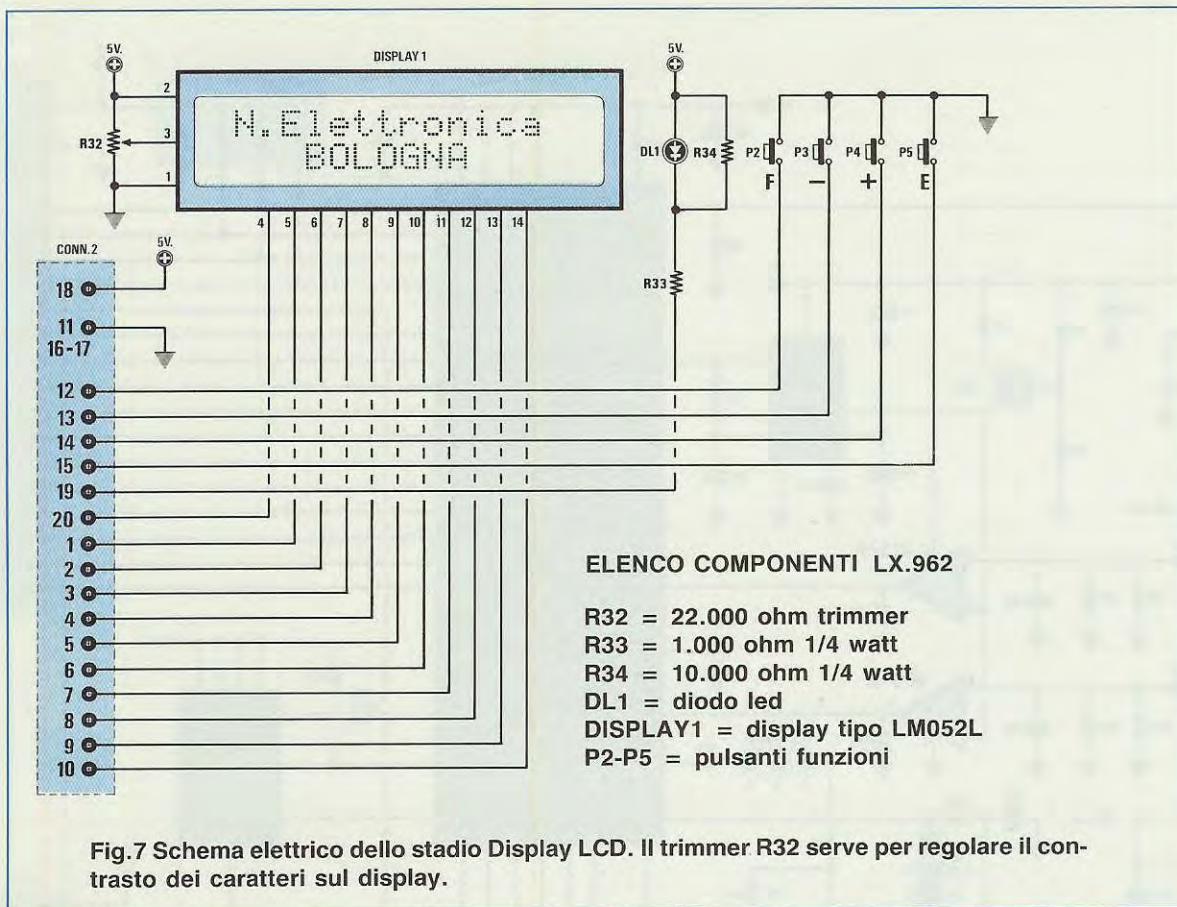 5V.
DISPLAY 1
5V.
2
R32
3
1
N.Elettronica
BOLOGNA
DL1
R34
P2
P3
P4
P5
F
−
+
E
4
5
6
7
8
9
10
11
12
13
14
R33
CONN.2
5V.
18
11
16-17
12
13
14
15
19
20
1
2
3
4
5
6
7
8
9
10
ELENCO COMPONENTI LX.962
R32 = 22.000 ohm trimmer
R33 = 1.000 ohm 1/4 watt
R34 = 10.000 ohm 1/4 watt
DL1 = diodo led
DISPLAY1 = display tipo LM052L
P2-P5 = pulsanti funzioni
Fig.7 Schema elettrico dello stadio Display LCD. Il trimmer R32 serve per regolare il con-
trasto dei caratteri sul display.